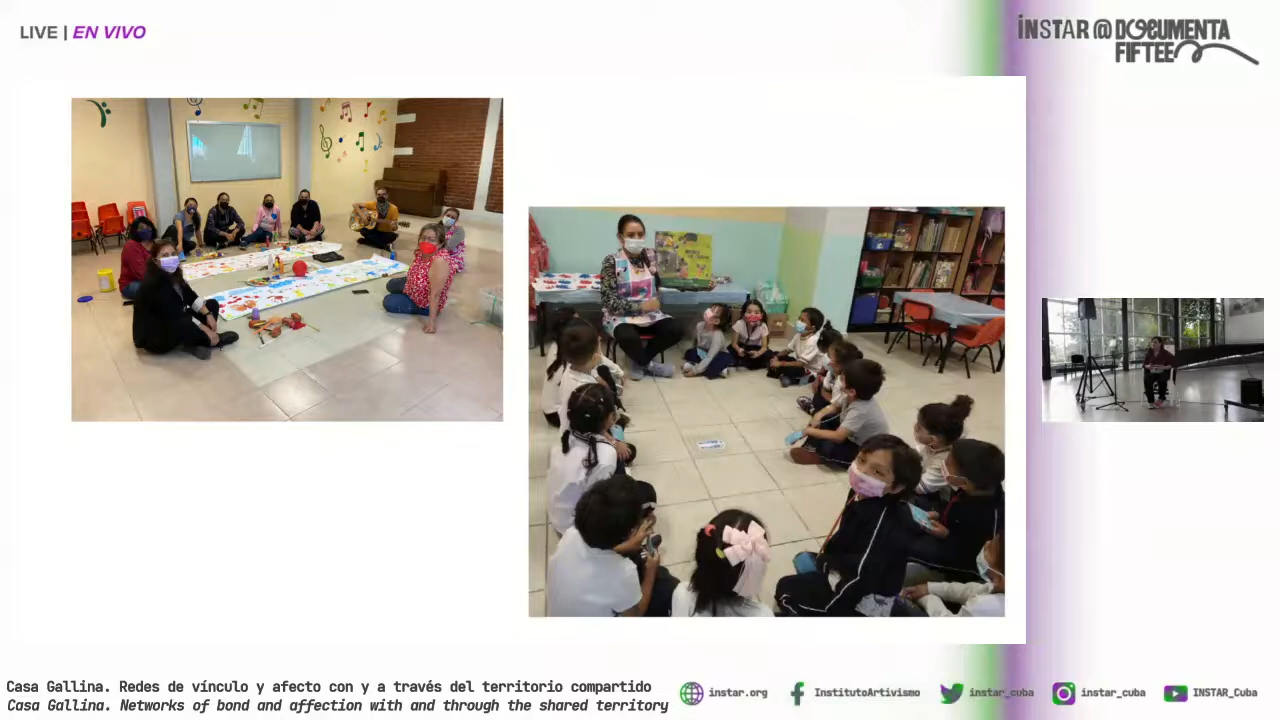 LIVE | EN VIVO
INSTAR @ DOCUMENTA
FIFTEEN
Casa Gallina. Redes de vínculo y afecto con y a través del territorio compartido
Casa Gallina. Networks of bond and affection with and through the shared territory
instar.org
InstitutoArtivismo
instar_cuba
instar_cuba
INSTAR_Cuba